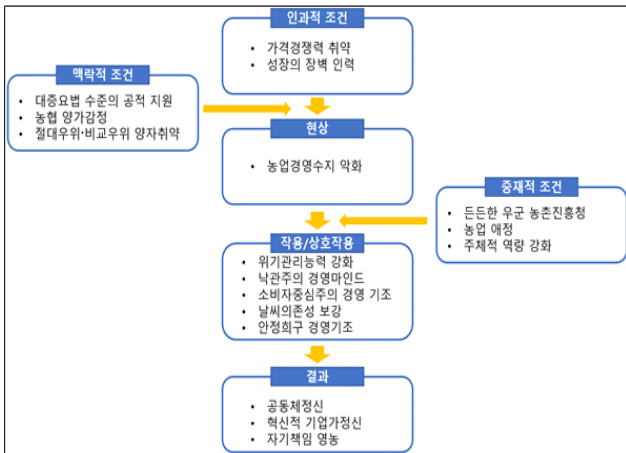 인과적 조건
• 가격경쟁력 취약
• 성장의 장벽 인력
맥락적 조건
• 대증요법 수준의 공적 지원
• 농협 양가감정
• 절대우위·비교우위 양자취약
현상
• 농업경영수지 악화
중재적 조건
• 든든한 우군 농촌진흥청
• 농업 애정
• 주체적 역량 강화
작용/상호작용
• 위기관리능력 강화
• 낙관주의 경영마인드
• 소비자중심주의 경영 기조
• 날씨의존성 보강
• 안정희구 경영기조
결과
• 공동체정신
• 혁신적 기업가정신
• 자기책임 영농